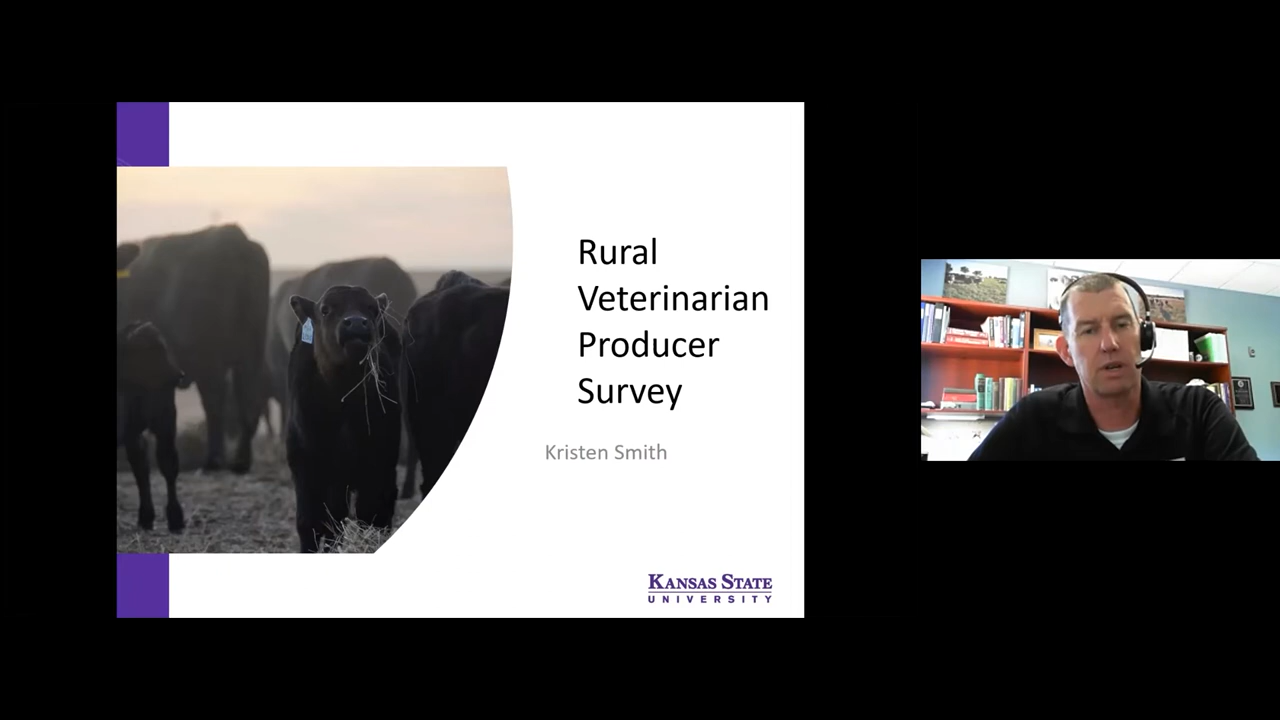 Rural
Veterinarian
Producer
Survey
Kristen Smith
KANSAS STATE
UNIVERSITY